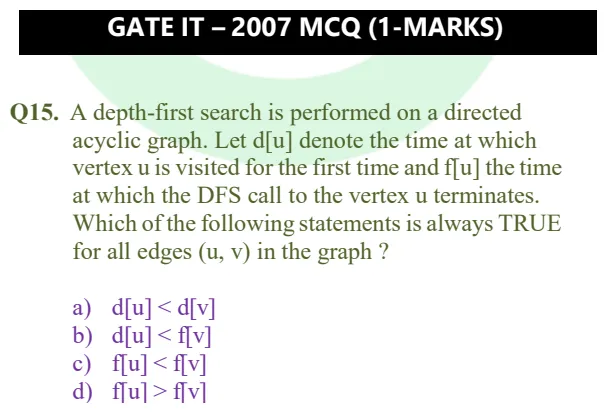 GATE IT – 2007 MCQ (1-MARKS)
Q15. A depth-first search is performed on a directed
acyclic graph. Let d[u] denote the time at which
vertex u is visited for the first time and f[u] the time
at which the DFS call to the vertex u terminates.
Which of the following statements is always TRUE
for all edges (u, v) in the graph ?
a) d[u] < d[v]
b) d[u] < f[v]
c) f[u] < f[v]
d) f[u] > f[v]